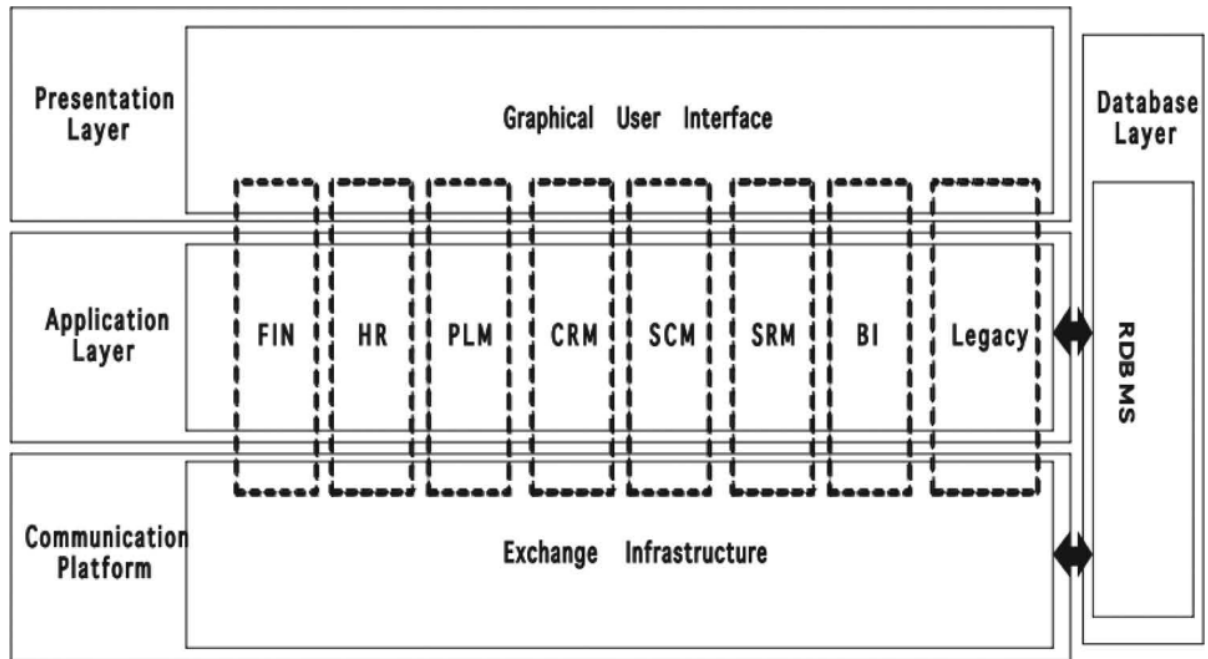 Presentation
Layer
Graphical User Interface
Database
Layer
Application
Layer
FIN
HR
PLM
CRM
SCM
SRM
BI
Legacy
RDBMS
Communication
Platform
Exchange Infrastructure